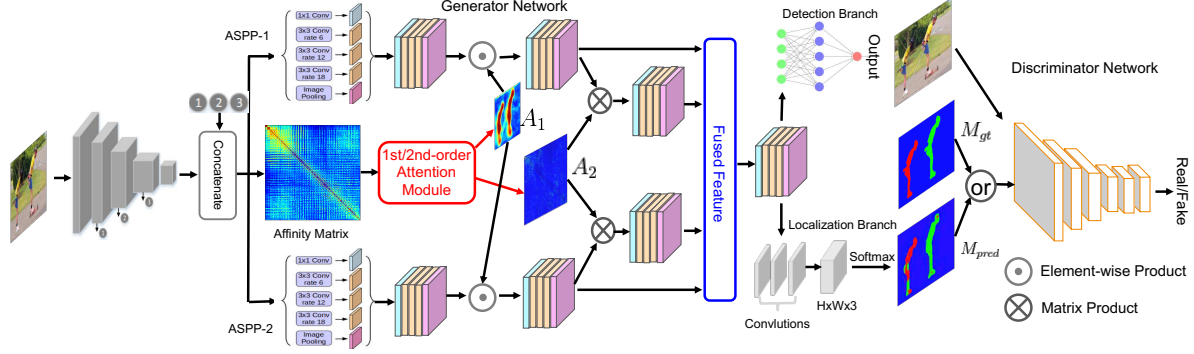 Generator Network
ASPP-1
1x1 Conv
3x3 Conv
rate 6
3x3 Conv
rate 12
3x3 Conv
rate 18
Image
Pooling
1 2 3
Concatenate
Affinity Matrix
1st/2nd-order
Attention
Module
A1
A2
ASPP-2
1x1 Conv
3x3 Conv
rate 6
3x3 Conv
rate 12
3x3 Conv
rate 18
Image
Pooling
Fused Feature
Detection Branch
Output
Localization Branch
Convlutions
HxWx3
Softmax
Discriminator Network
Mgt
or
Mpred
Real/Fake
Element-wise Product
Matrix Product